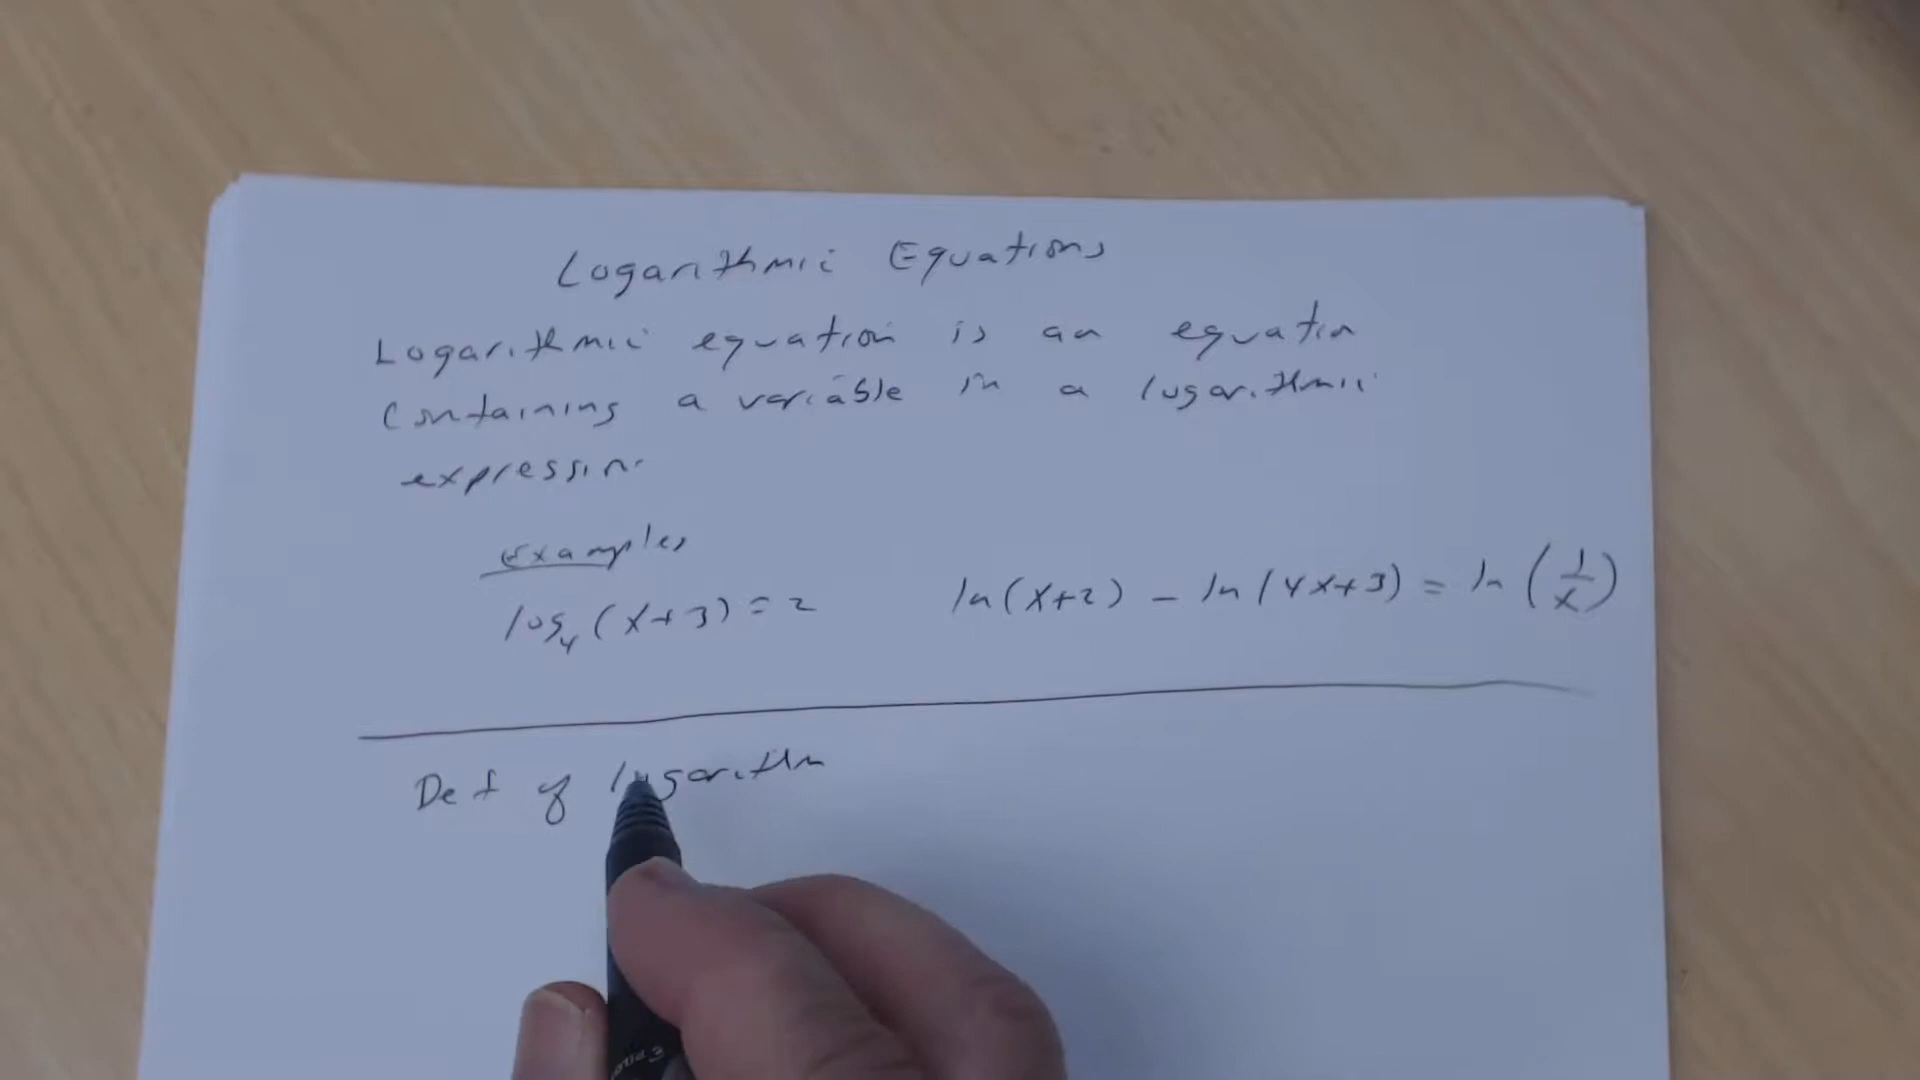 Logarithmic Equations
Logarithmic equation is an equation
containing a variable in a logarithmic
expression.
examples
log₄(x+3)=2 ln(x+2) - ln(4x+3) = ln(1/x)
Def of logarithm